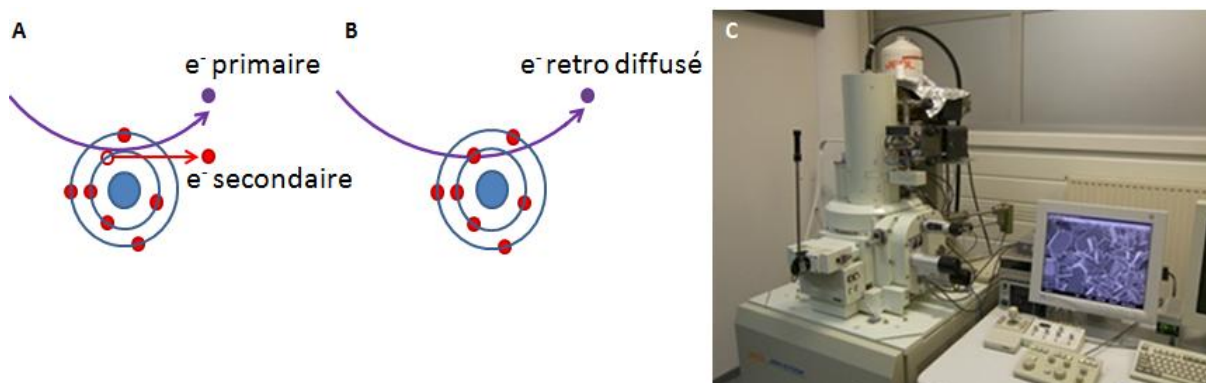 A
e⁻ primaire
e⁻ secondaire
B
e⁻ retro diffusé
C